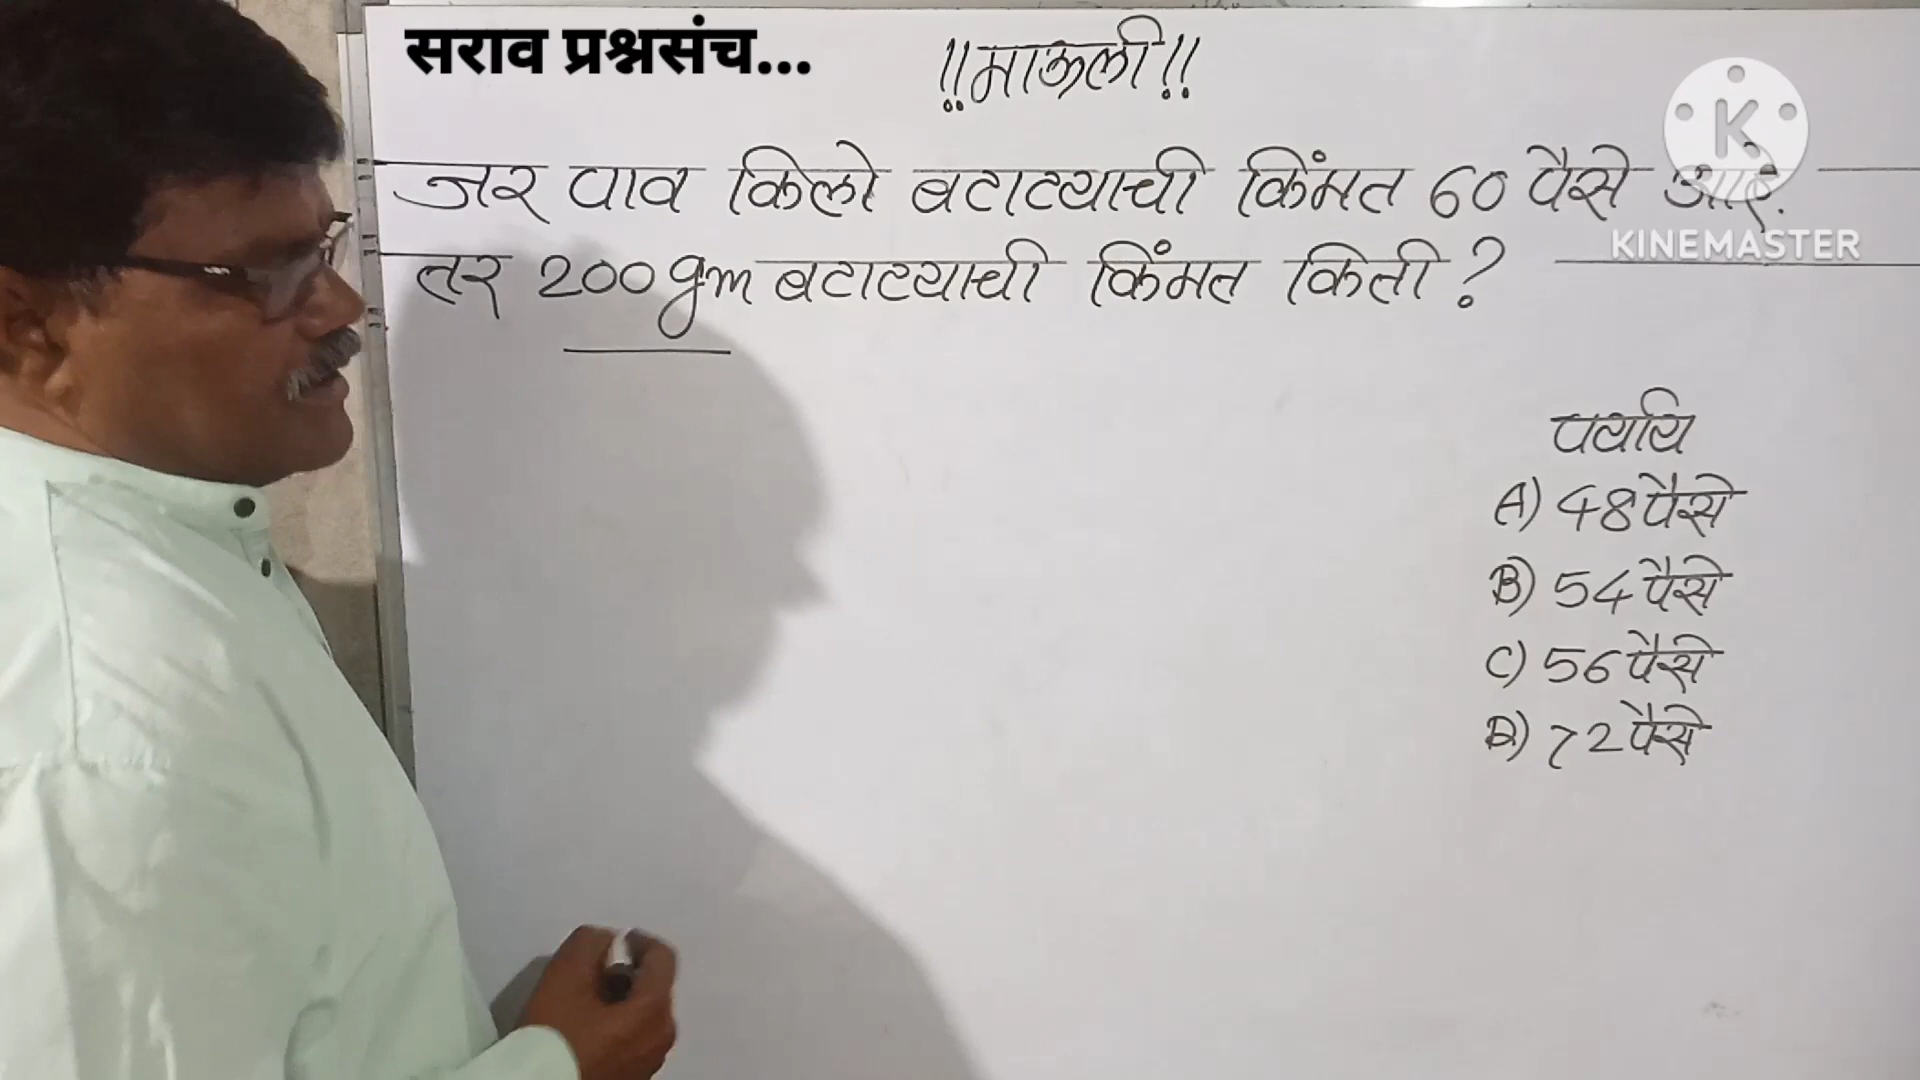 सराव प्रश्नसंच...
!!माऊली!!
जर पाव किलो बटाट्याची किंमत 60 पैसे आहे.
तर 200 gm बटाट्याची किंमत किती?
पर्याय
A) 48 पैसे
B) 54 पैसे
C) 56 पैसे
D) 72 पैसे
K
KINEMASTER